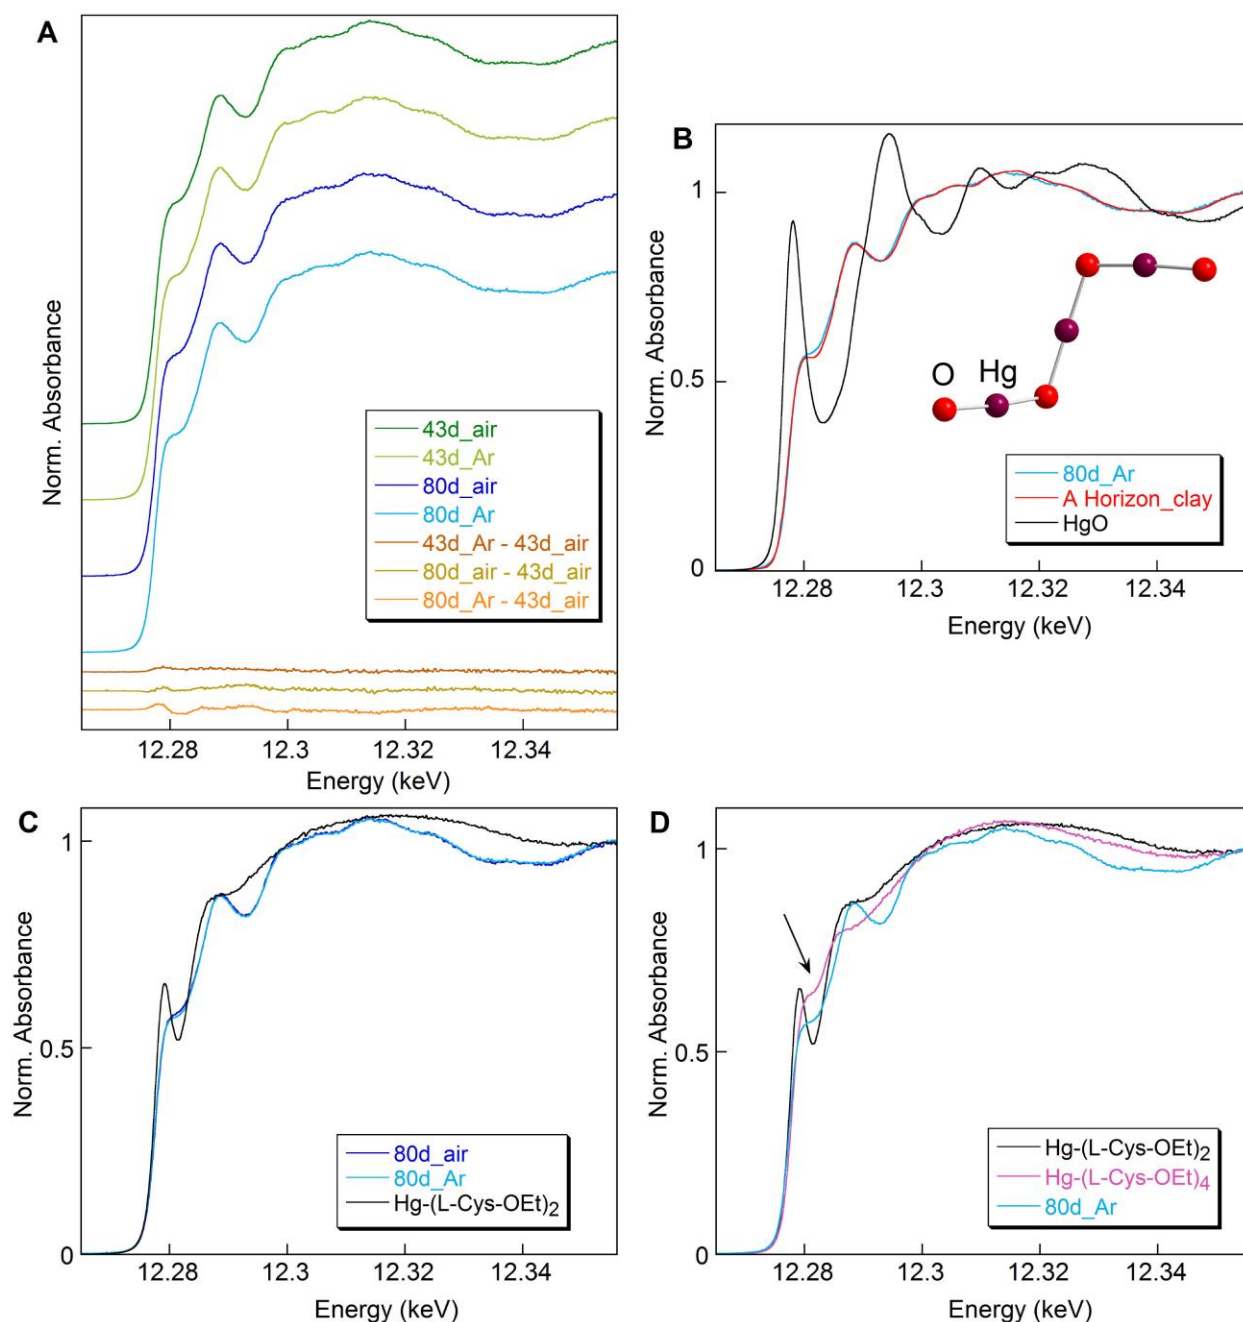 A
Norm. Absorbance
43d_air
43d_Ar
80d_air
80d_Ar
43d_Ar - 43d_air
80d_air - 43d_air
80d_Ar - 43d_air
12.28 12.3 12.32 12.34
Energy (keV)
B
Norm. Absorbance
1
0.5
0
O Hg
80d_Ar
A Horizon_clay
HgO
12.28 12.3 12.32 12.34
Energy (keV)
C
Norm. Absorbance
1
0.5
0
80d_air
80d_Ar
Hg-(L-Cys-OEt)2
12.28 12.3 12.32 12.34
Energy (keV)
D
Norm. Absorbance
1
0.5
0
Hg-(L-Cys-OEt)2
Hg-(L-Cys-OEt)4
80d_Ar
12.28 12.3 12.32 12.34
Energy (keV)